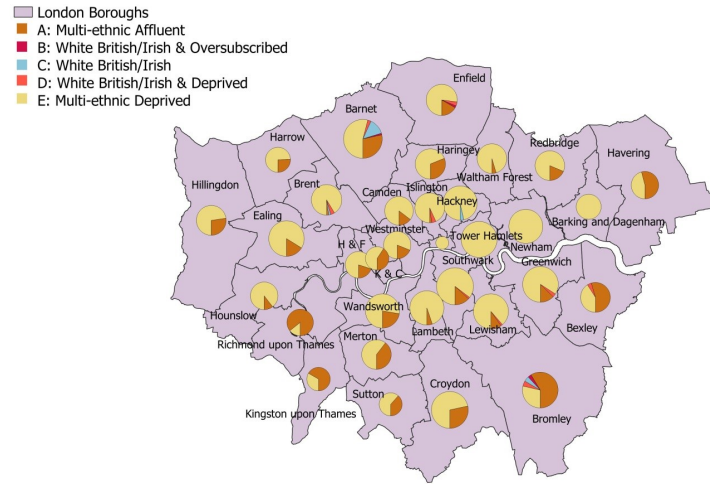 London Boroughs
A: Multi-ethnic Affluent
B: White British/Irish & Oversubscribed
C: White British/Irish
D: White British/Irish & Deprived
E: Multi-ethnic Deprived
Enfield
Barnet
Harrow
Haringey
Redbridge
Havering
Waltham Forest
Hillingdon
Brent
Camden
Islington
Hackney
Ealing
Barking and Dagenham
Westminster
H & F
Tower Hamlets
Newham
K & C
Southwark
Greenwich
Hounslow
Wandsworth
Lambeth
Lewisham
Bexley
Richmond upon Thames
Merton
Sutton
Croydon
Kingston upon Thames
Bromley